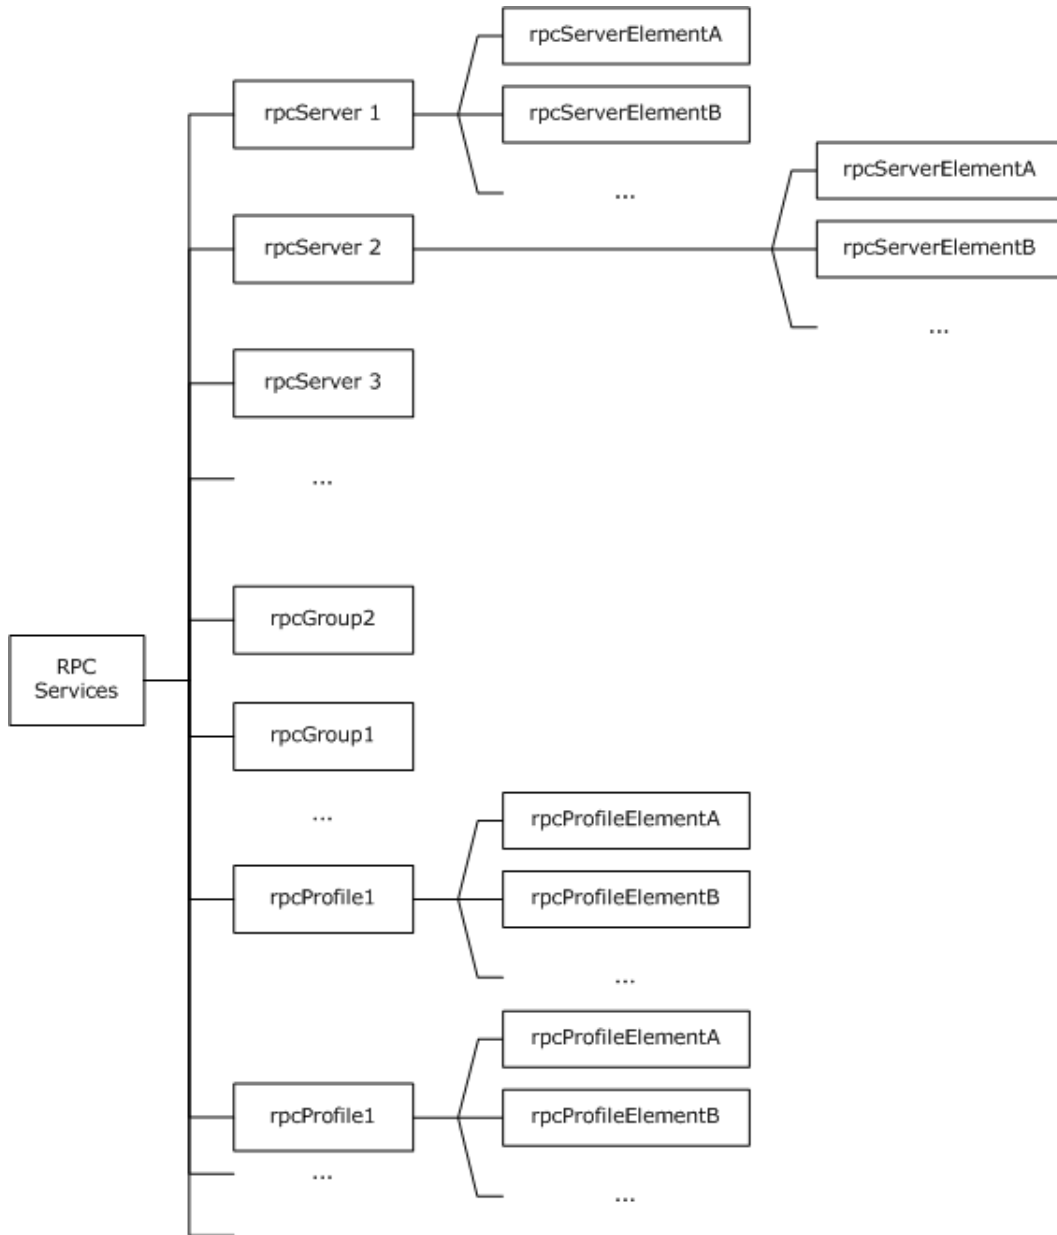 rpcServerElementA
rpcServer 1
rpcServerElementB
...
rpcServerElementA
rpcServer 2
rpcServerElementB
...
rpcServer 3
...
rpcGroup2
RPC
Services
rpcGroup1
...
rpcProfileElementA
rpcProfile1
rpcProfileElementB
...
rpcProfileElementA
rpcProfile1
rpcProfileElementB
...
...